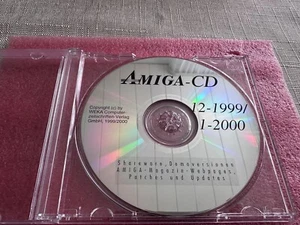 AMIGA-CD
Copyright (c) by
WEKA Computer-
zeitschriften Verlag
GmbH, 1999/2000
12-1999/
1-2000
Shareware, Demoversionen
AMIGA-Magazin-Webpages,
Patches und Updates